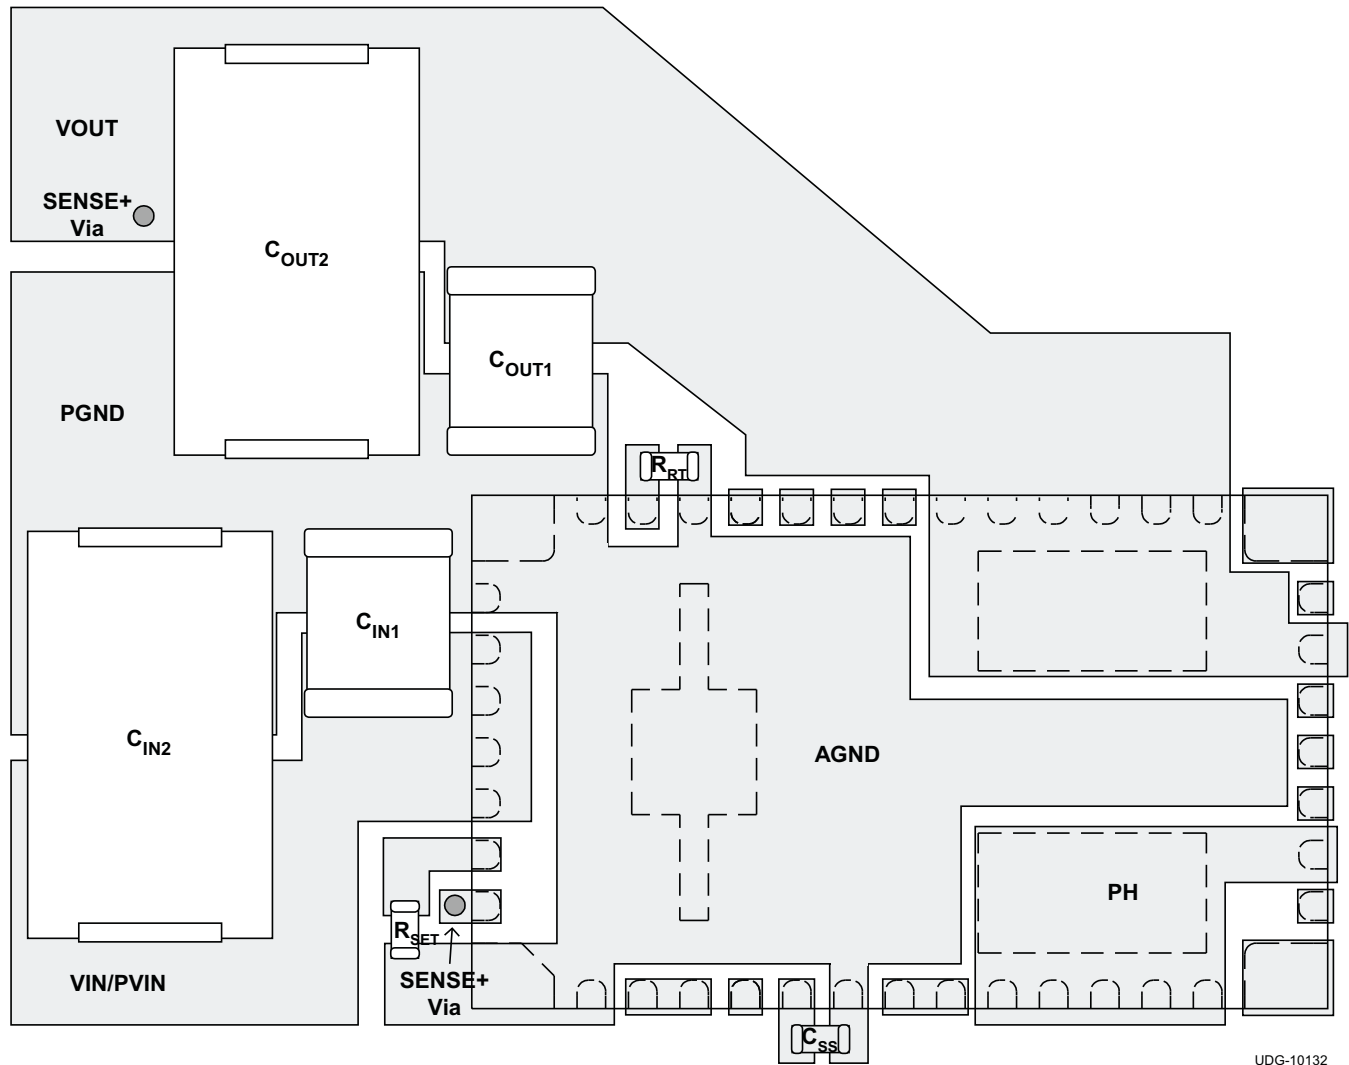 VOUT
SENSE+
Via
COUT2
COUT1
PGND
RRT
CIN1
CIN2
AGND
PH
RSET
VIN/PVIN
SENSE+
Via
CSS
UDG-10132